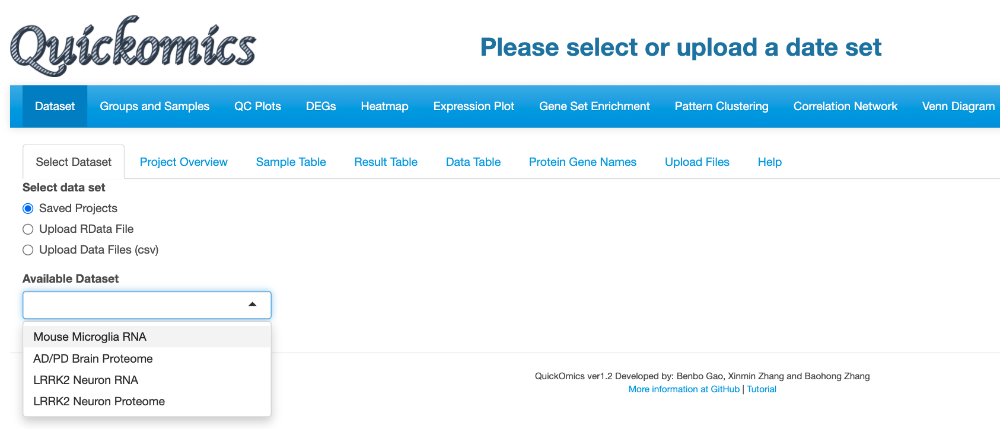 Quickomics
Please select or upload a date set
Dataset Groups and Samples QC Plots DEGs Heatmap Expression Plot Gene Set Enrichment Pattern Clustering Correlation Network Venn Diagram
Select Dataset Project Overview Sample Table Result Table Data Table Protein Gene Names Upload Files Help
Select data set
Saved Projects
Upload RData File
Upload Data Files (csv)
Available Dataset
Mouse Microglia RNA
AD/PD Brain Proteome
LRRK2 Neuron RNA
LRRK2 Neuron Proteome
QuickOmics ver1.2 Developed by: Benbo Gao, Xinmin Zhang and Baohong Zhang
More information at GitHub | Tutorial